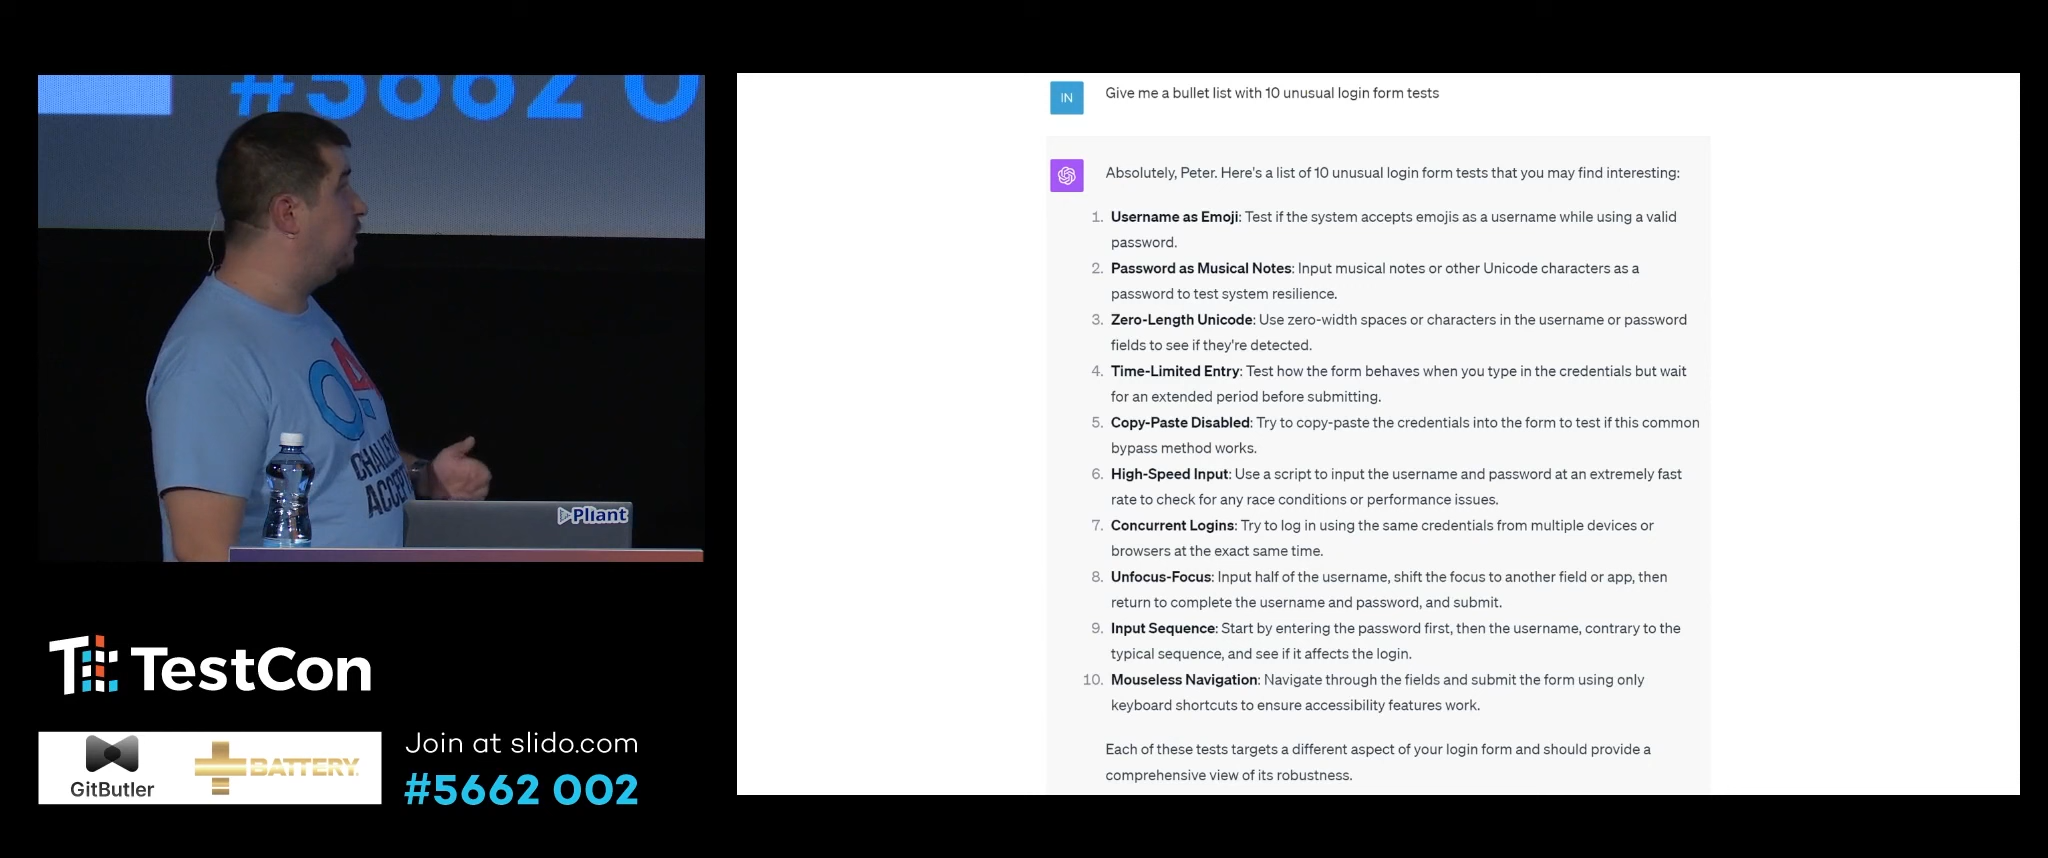 #5662 0
CHALLEN
ACCEPT
Pliant
TestCon
GitButler
BATTERY
Join at slido.com
#5662 002
IN
Give me a bullet list with 10 unusual login form tests
Absolutely, Peter. Here's a list of 10 unusual login form tests that you may find interesting:
1. Username as Emoji: Test if the system accepts emojis as a username while using a valid
password.
2. Password as Musical Notes: Input musical notes or other Unicode characters as a
password to test system resilience.
3. Zero-Length Unicode: Use zero-width spaces or characters in the username or password
fields to see if they're detected.
4. Time-Limited Entry: Test how the form behaves when you type in the credentials but wait
for an extended period before submitting.
5. Copy-Paste Disabled: Try to copy-paste the credentials into the form to test if this common
bypass method works.
6. High-Speed Input: Use a script to input the username and password at an extremely fast
rate to check for any race conditions or performance issues.
7. Concurrent Logins: Try to log in using the same credentials from multiple devices or
browsers at the exact same time.
8. Unfocus-Focus: Input half of the username, shift the focus to another field or app, then
return to complete the username and password, and submit.
9. Input Sequence: Start by entering the password first, then the username, contrary to the
typical sequence, and see if it affects the login.
10. Mouseless Navigation: Navigate through the fields and submit the form using only
keyboard shortcuts to ensure accessibility features work.
Each of these tests targets a different aspect of your login form and should provide a
comprehensive view of its robustness.